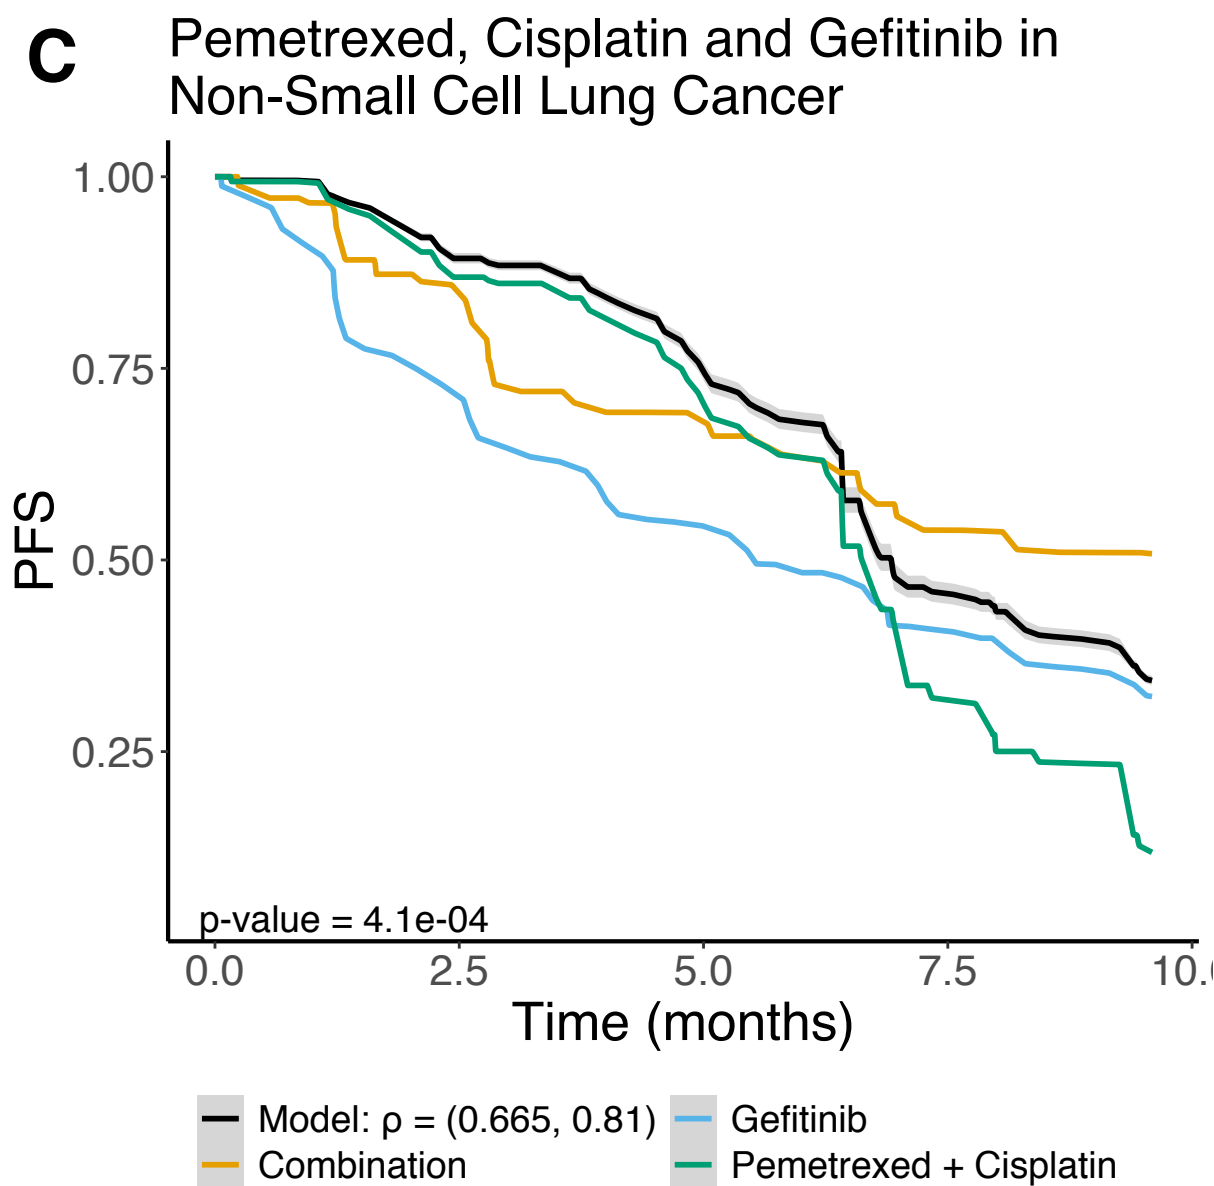 C
Pemetrexed, Cisplatin and Gefitinib in
Non-Small Cell Lung Cancer
PFS
1.00
0.75
0.50
0.25
p-value = 4.1e-04
0.0 2.5 5.0 7.5 10.0
Time (months)
Model: ρ = (0.665, 0.81) Gefitinib
Combination Pemetrexed + Cisplatin